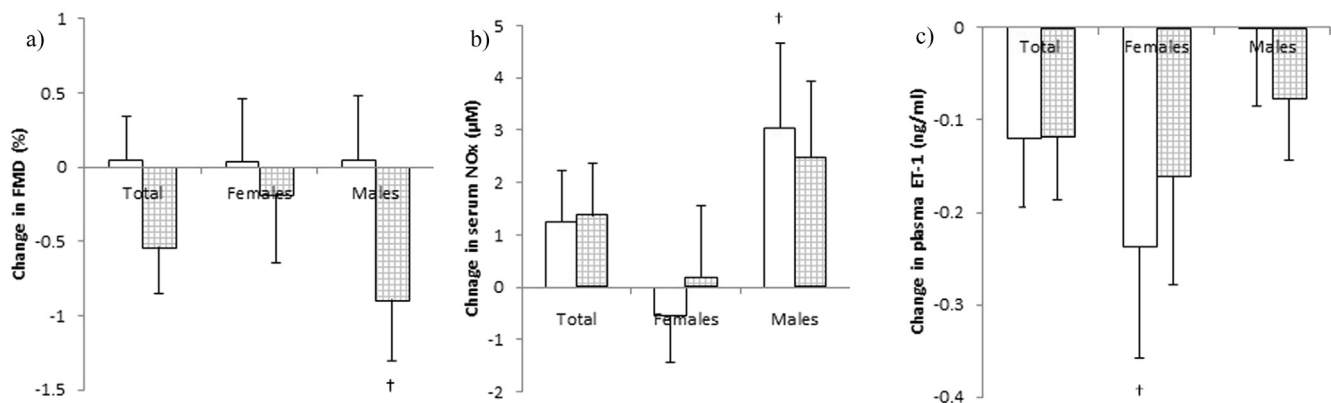 a)
Change in FMD (%)
1
0.5
0
-0.5
-1
-1.5
Total
Females
Males
†
b)
Chnage in serum NOx (µM)
5
4
3
2
1
0
-1
-2
Total
Females
Males
†
c)
Change in plasma ET-1 (ng/ml)
0
-0.1
-0.2
-0.3
-0.4
Total
Females
Males
†